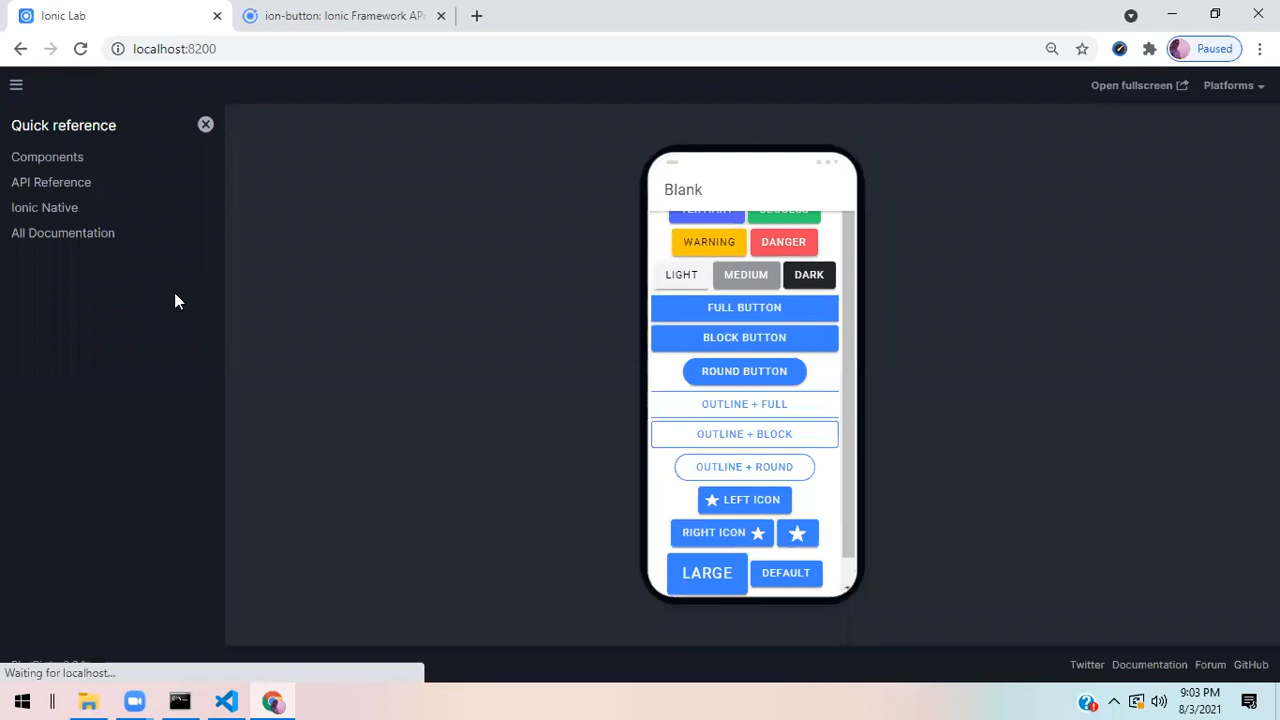 Ionic Lab
ion-button: Ionic Framework AP
localhost:8200
Paused
Open fullscreen
Platforms
Quick reference
Components
API Reference
Ionic Native
All Documentation
Blank
TERTIARY SUCCESS
WARNING DANGER
LIGHT MEDIUM DARK
FULL BUTTON
BLOCK BUTTON
ROUND BUTTON
OUTLINE + FULL
OUTLINE + BLOCK
OUTLINE + ROUND
LEFT ICON
RIGHT ICON
LARGE DEFAULT
Waiting for localhost...
Twitter Documentation Forum GitHub
9:03 PM
8/3/2021